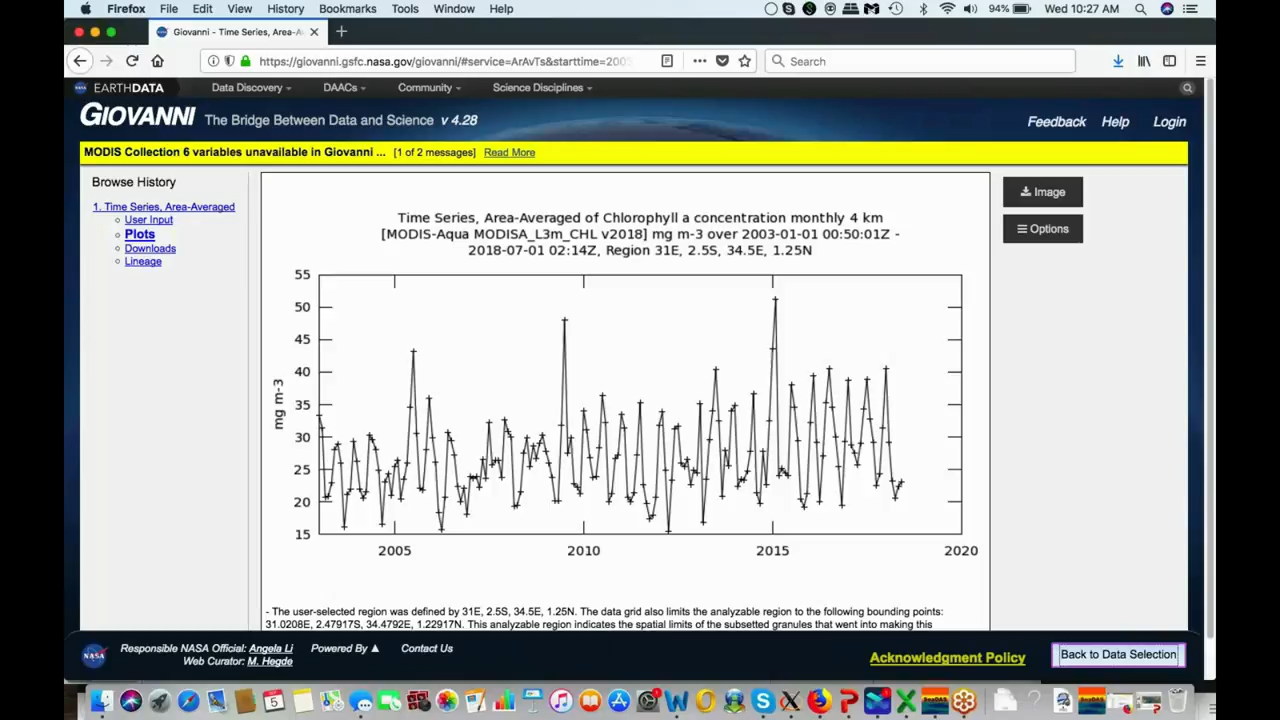 Firefox File Edit View History Bookmarks Tools Window Help 94% Wed 10:27 AM
Giovanni - Time Series, Area-A
https://giovanni.gsfc.nasa.gov/giovanni/#service=ArAvTs&starttime=200 Search
EARTHDATA Data Discovery DAACs Community Science Disciplines
GIOVANNI The Bridge Between Data and Science v 4.28 Feedback Help Login
MODIS Collection 6 variables unavailable in Giovanni ... [1 of 2 messages] Read More
Browse History
1. Time Series, Area-Averaged
User Input
Plots
Downloads
Lineage
Image
Options
Time Series, Area-Averaged of Chlorophyll a concentration monthly 4 km
[MODIS-Aqua MODISA_L3m_CHL v2018] mg m-3 over 2003-01-01 00:50:01Z -
2018-07-01 02:14Z, Region 31E, 2.5S, 34.5E, 1.25N
55
50
45
40
35
30
25
20
15
mg m-3
2005 2010 2015 2020
- The user-selected region was defined by 31E, 2.5S, 34.5E, 1.25N. The data grid also limits the analyzable region to the following bounding points:
31.0208E, 2.47917S, 34.4792E, 1.22917N. This analyzable region indicates the spatial limits of the subsetted granules that went into making this
NASA
Responsible NASA Official: Angela Li Powered By Contact Us
Web Curator: M. Hegde
Acknowledgment Policy Back to Data Selection